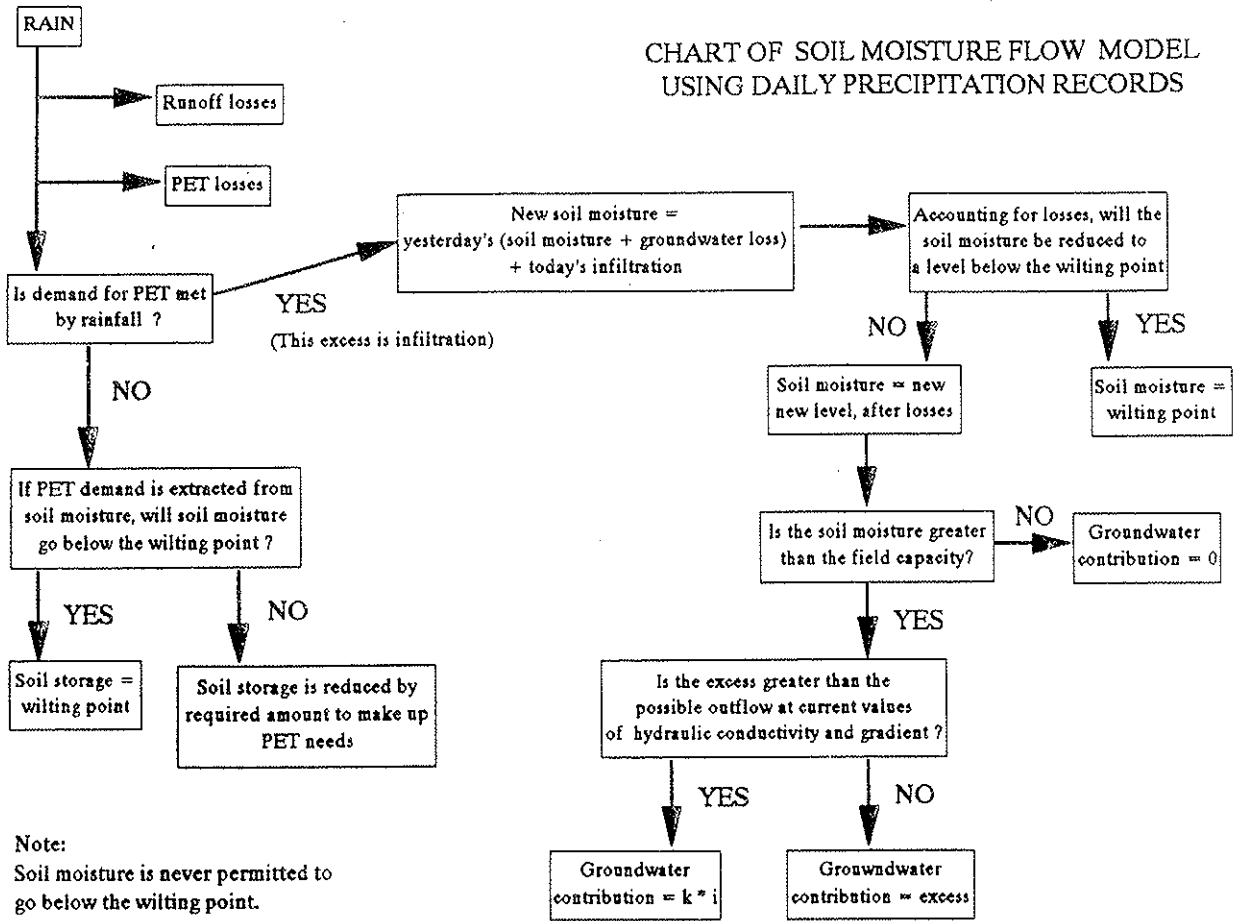 RAIN
CHART OF SOIL MOISTURE FLOW MODEL
USING DAILY PRECIPITATION RECORDS
Runoff losses
PET losses
New soil moisture =
yesterday's (soil moisture + groundwater loss)
+ today's infiltration
Accounting for losses, will the
soil moisture be reduced to
a level below the wilting point
Is demand for PET met
by rainfall ?
YES
(This excess is infiltration)
NO
YES
NO
Soil moisture = new
new level, after losses
Soil moisture =
wilting point
If PET demand is extracted from
soil moisture, will soil moisture
go below the wilting point ?
Is the soil moisture greater
than the field capacity?
NO
Groundwater
contribution = 0
YES
NO
YES
Soil storage =
wilting point
Soil storage is reduced by
required amount to make up
PET needs
Is the excess greater than the
possible outflow at current values
of hydraulic conductivity and gradient ?
YES
NO
Note:
Soil moisture is never permitted to
go below the wilting point.
Groundwater
contribution = k * i
Grouwndwater
contribution = excess